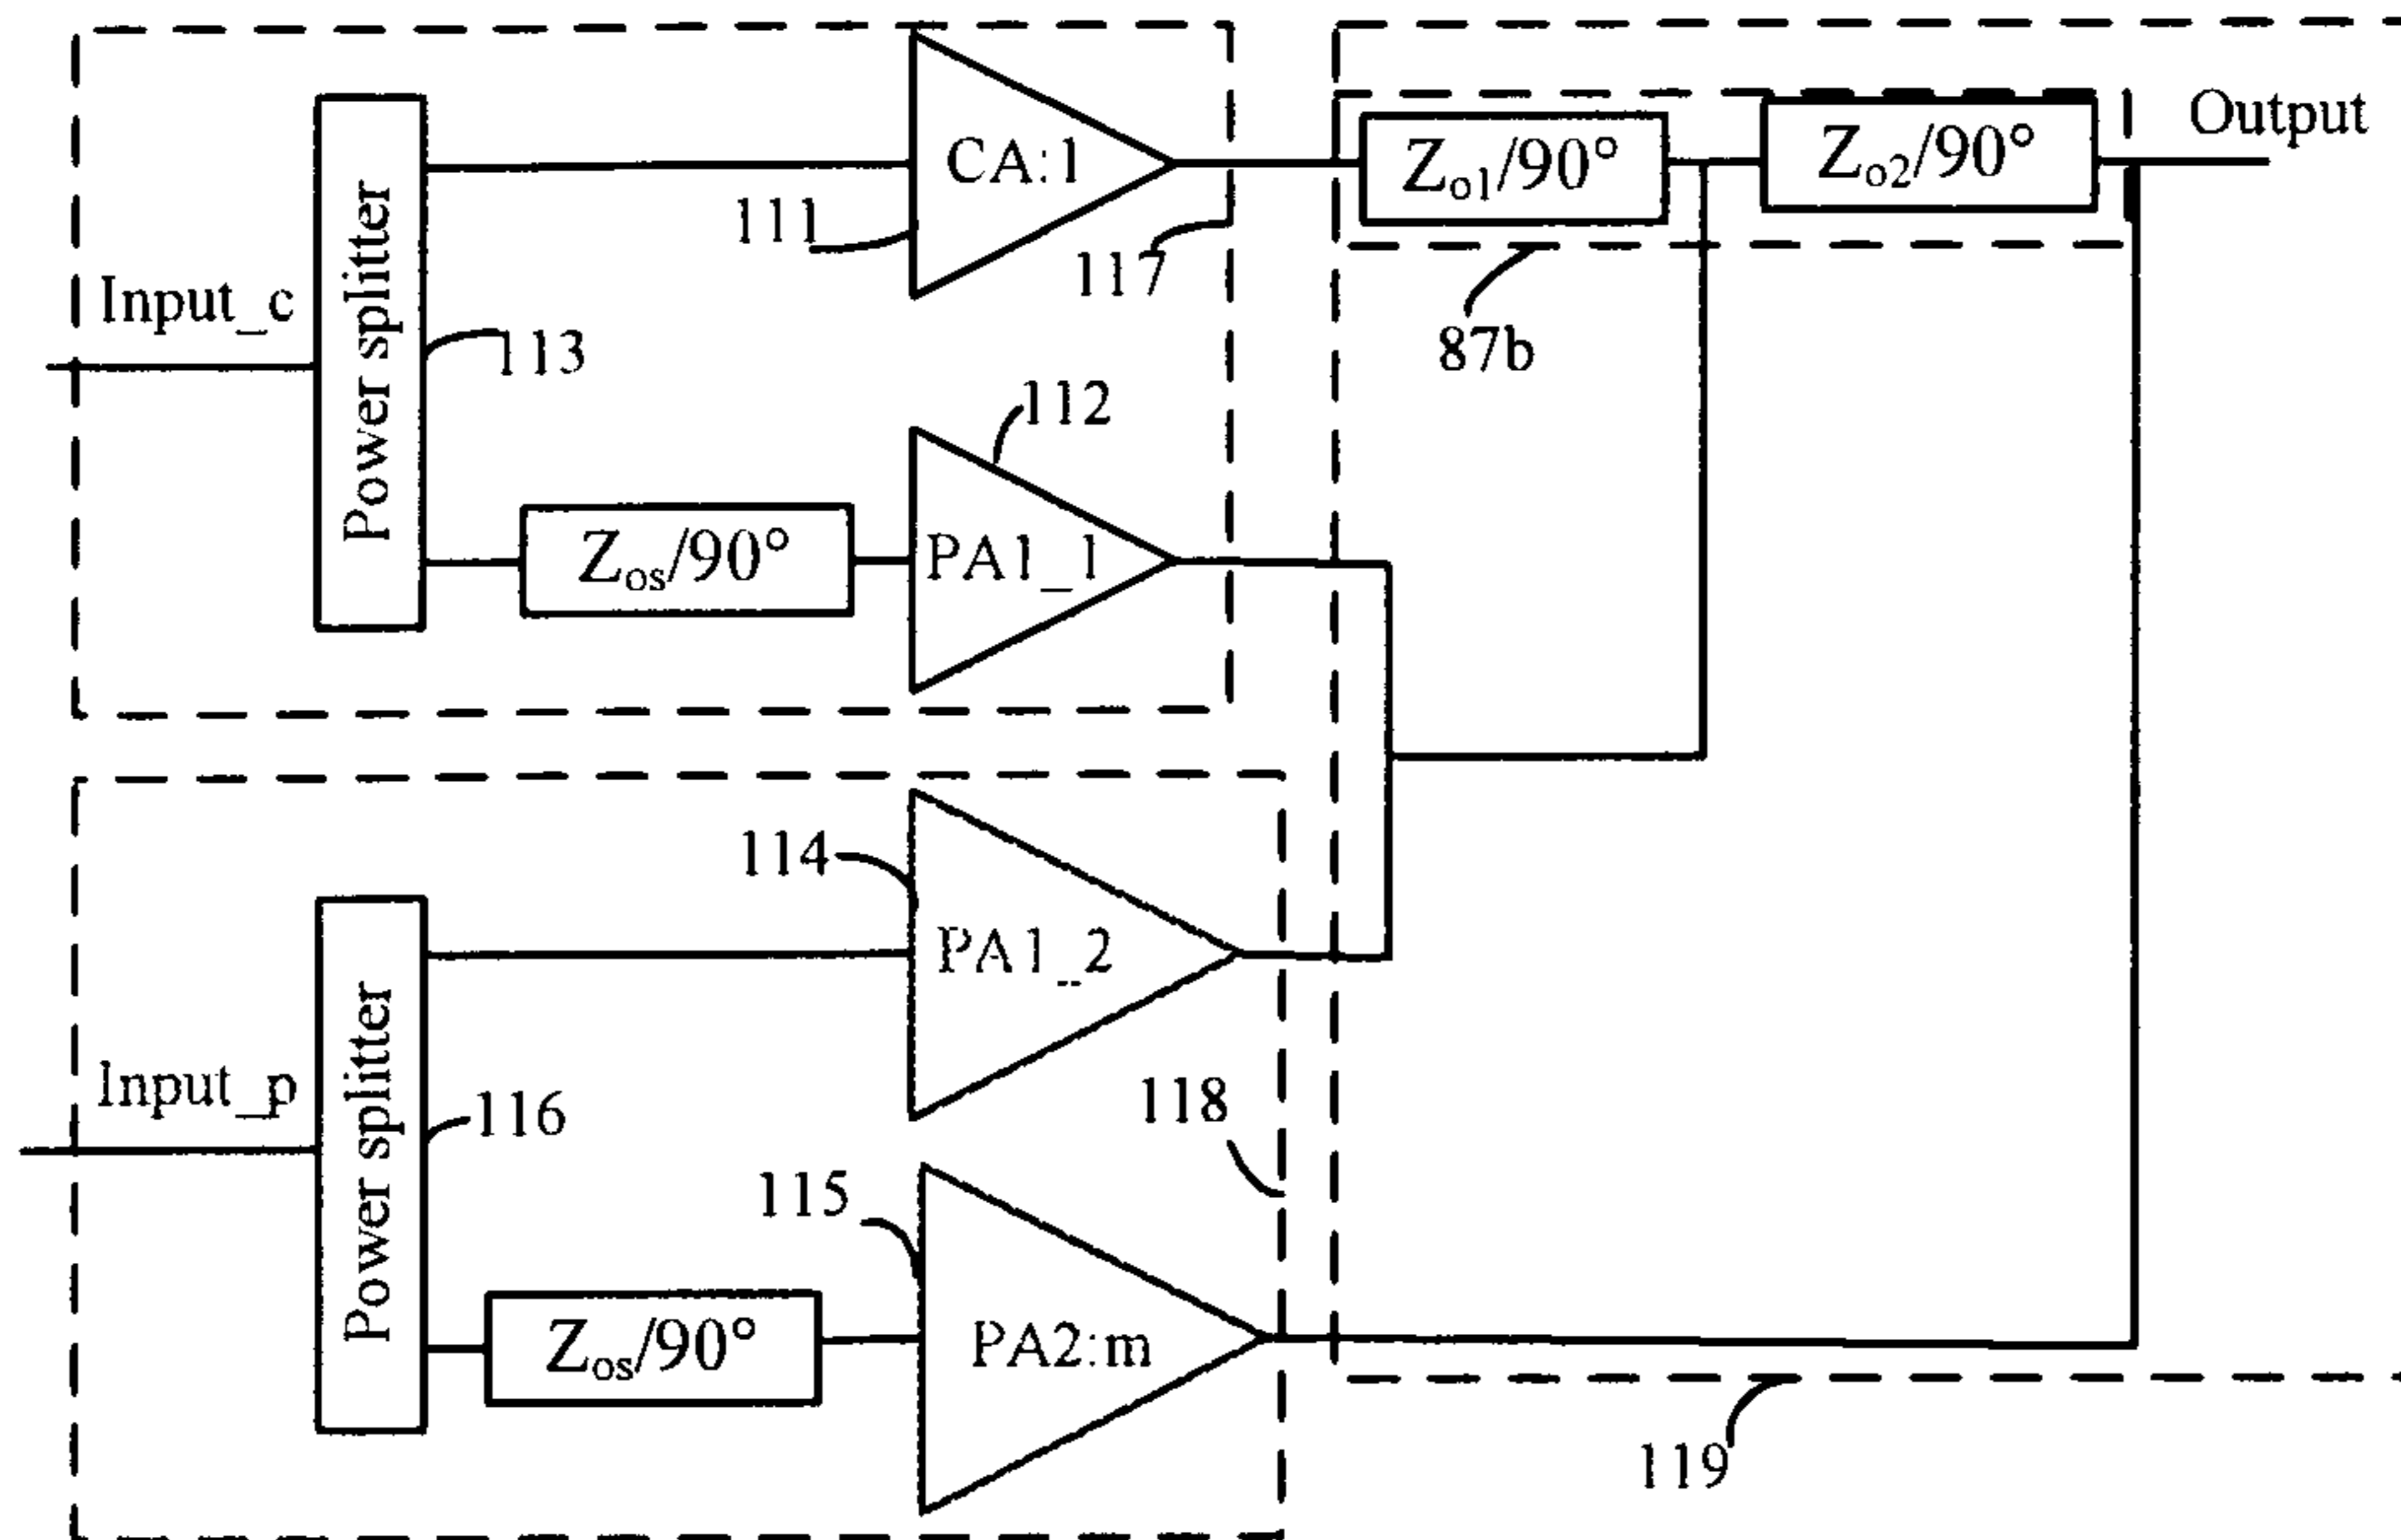 Input_c
Power splitter
113
111
CA:1
117
Zos/90°
112
PA1_1
Zo1/90°
Zo2/90°
Output
87b
Input_p
Power splitter
116
114
PA1_2
118
115
Zos/90°
PA2:m
119